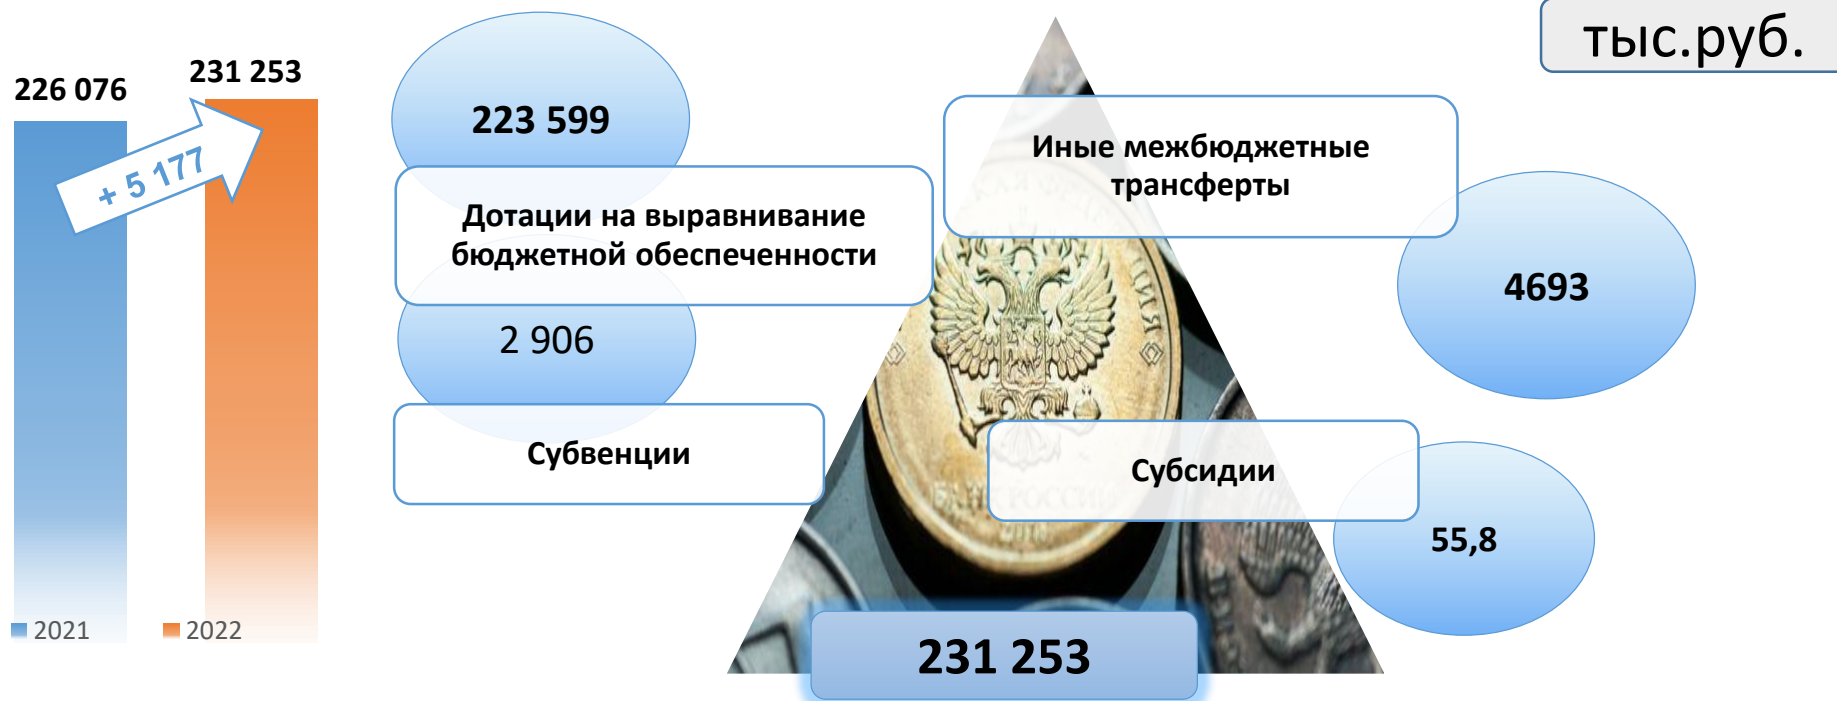 тыс.руб.
226 076
231 253
+ 5 177
2021
2022
223 599
Дотации на выравнивание
бюджетной обеспеченности
2 906
Субвенции
Иные межбюджетные
трансферты
4693
Субсидии
55,8
231 253